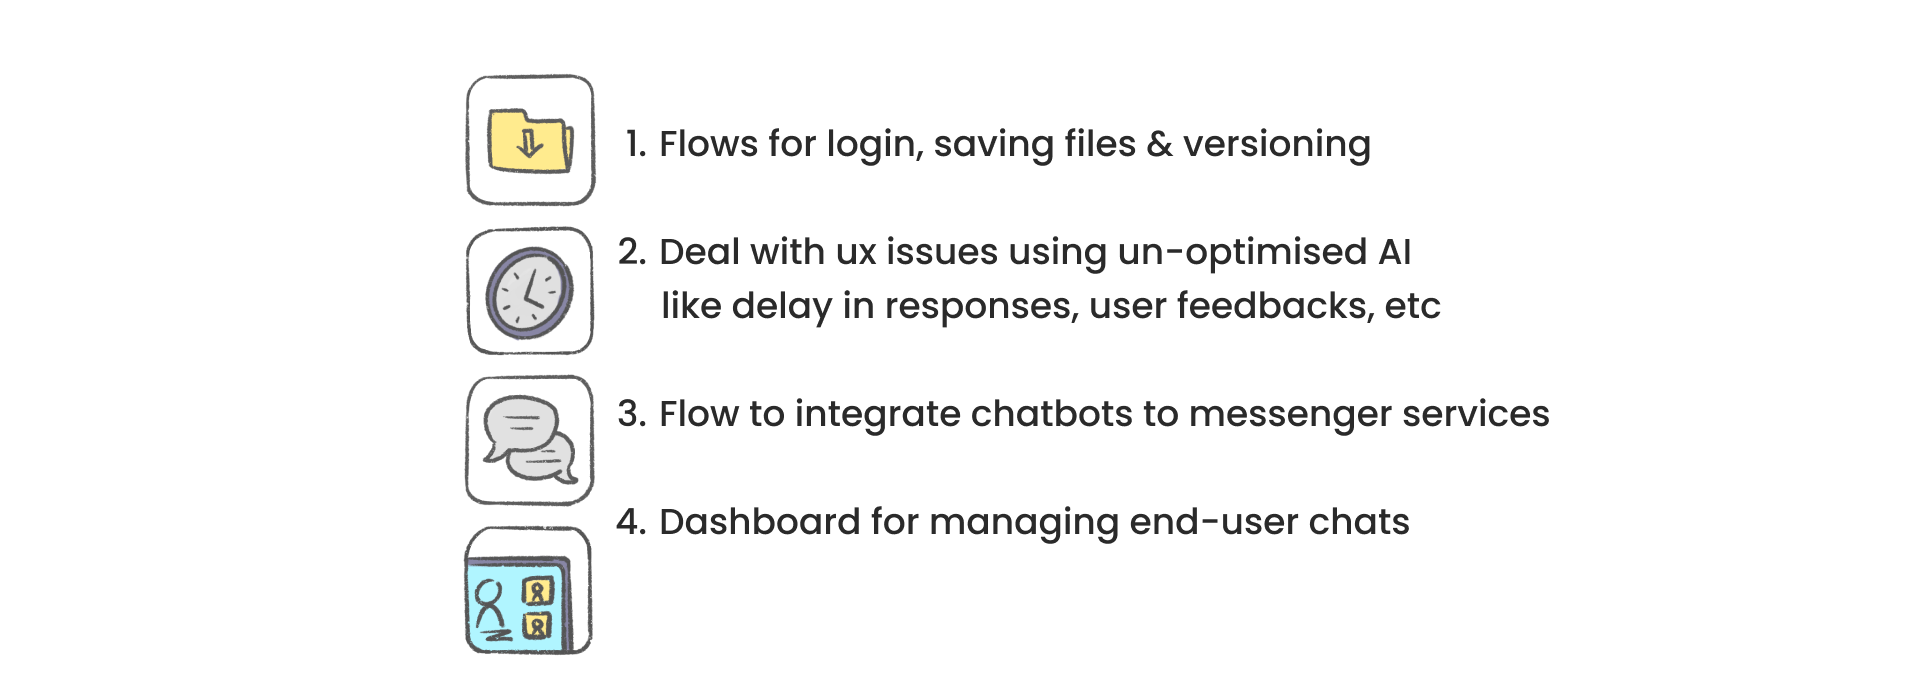 1. Flows for login, saving files & versioning
2. Deal with ux issues using un-optimised AI
like delay in responses, user feedbacks, etc
3. Flow to integrate chatbots to messenger services
4. Dashboard for managing end-user chats